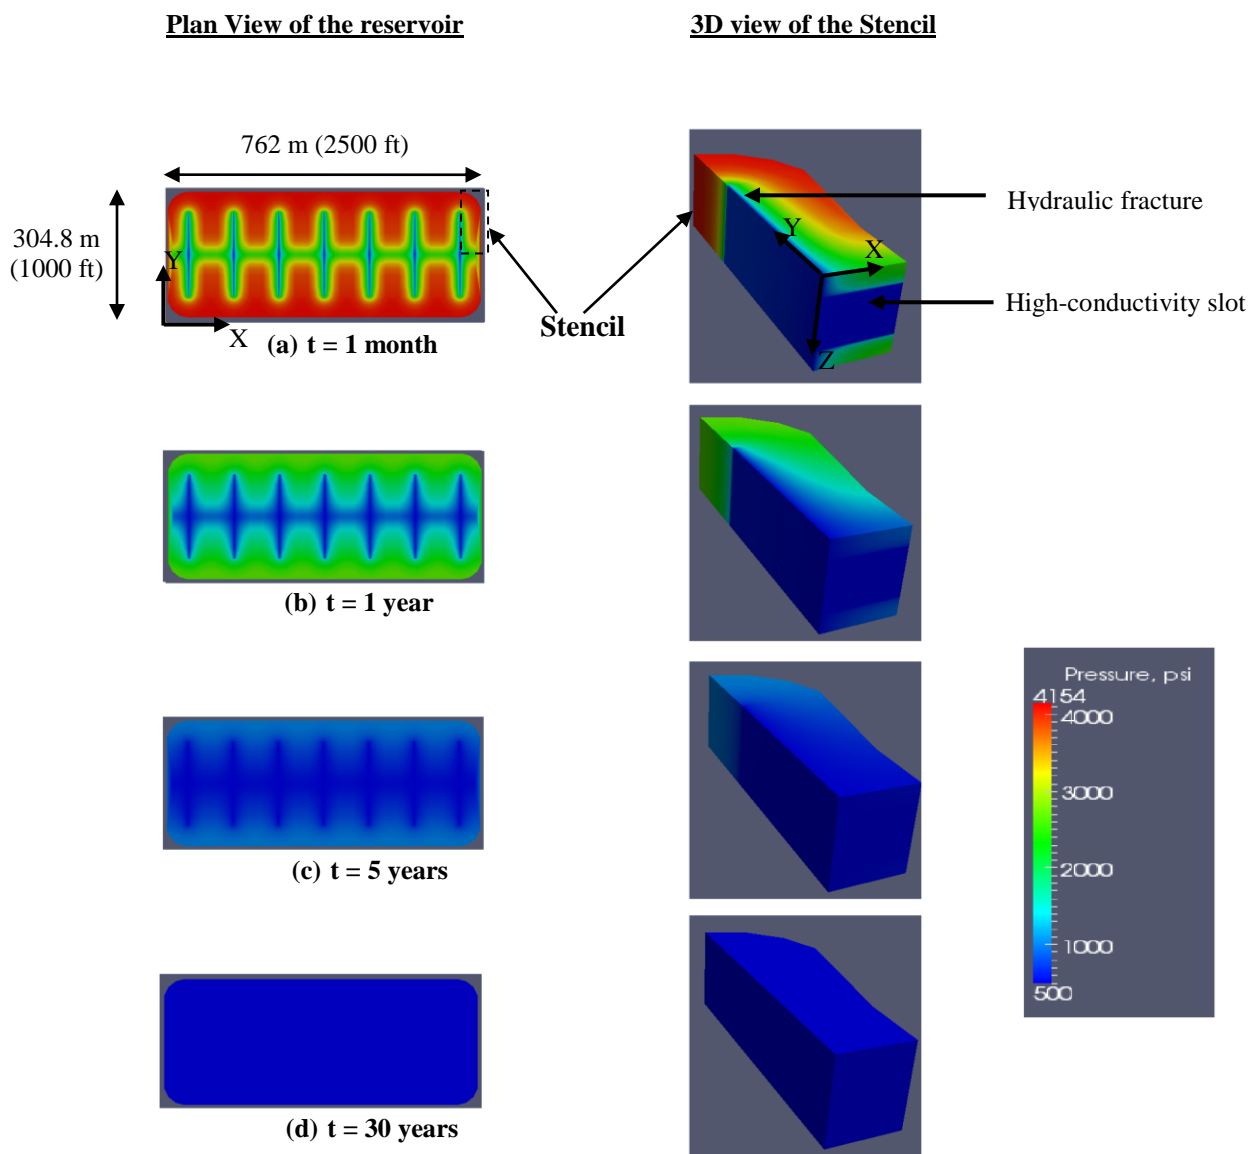 Plan View of the reservoir
3D view of the Stencil
762 m (2500 ft)
304.8 m
(1000 ft)
Y
X
(a) t = 1 month
Stencil
Y
X
Z
Hydraulic fracture
High-conductivity slot
(b) t = 1 year
(c) t = 5 years
(d) t = 30 years
Pressure, psi
4154
4000
3000
2000
1000
500